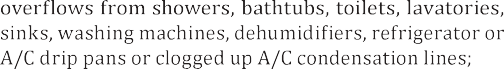 overflows from showers, bathtubs, toilets, lavatories,
sinks, washing machines, dehumidifiers, refrigerator or
A/C drip pans or clogged up A/C condensation lines;